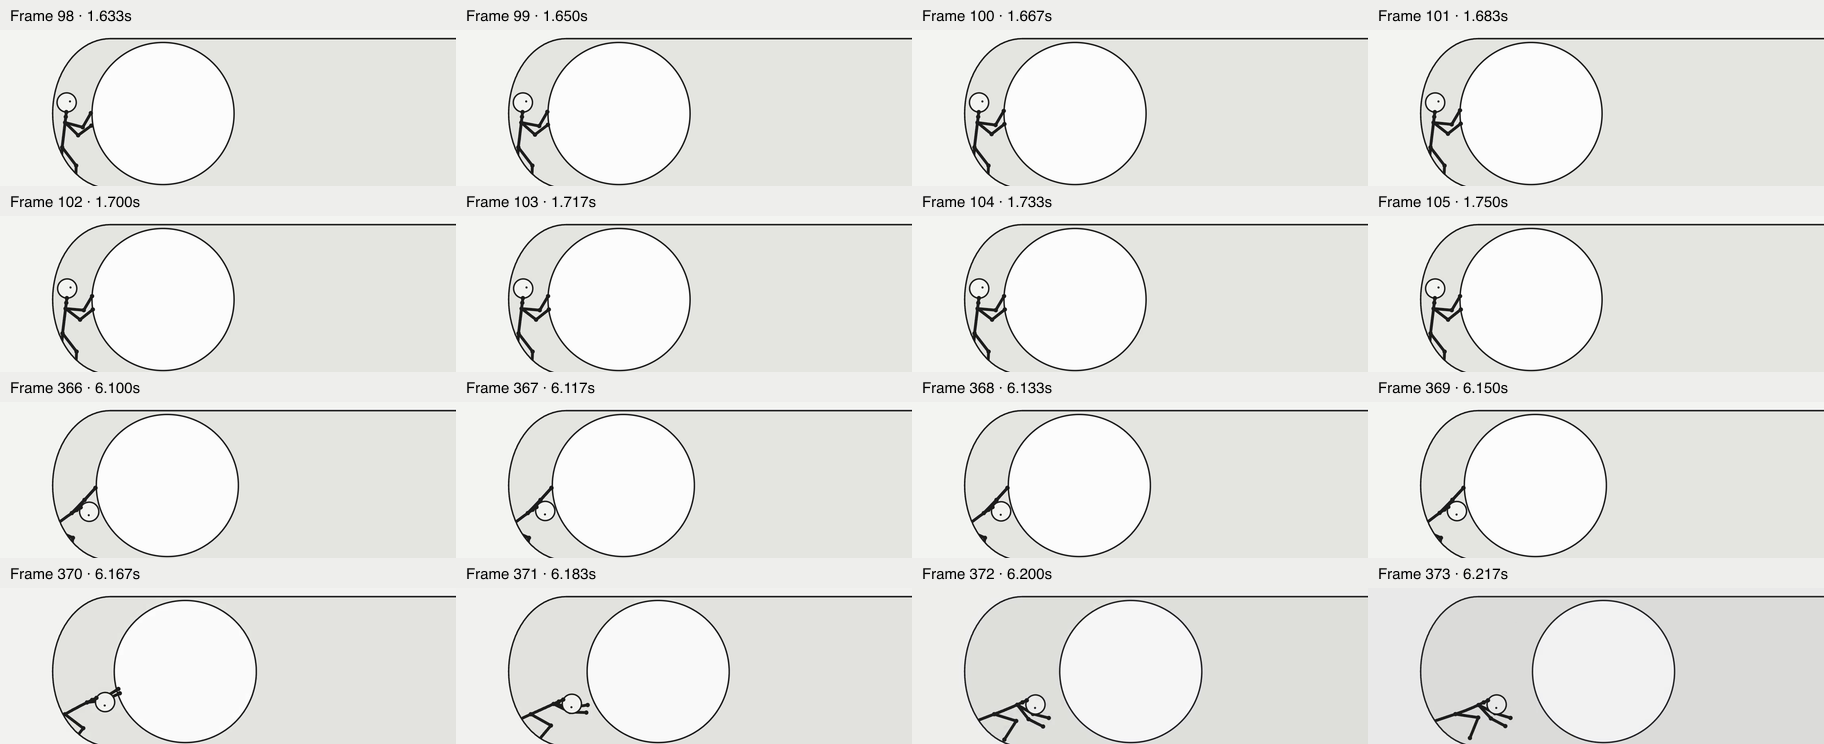 Frame 98 · 1.633s
Frame 99 · 1.650s
Frame 100 · 1.667s
Frame 101 · 1.683s
Frame 102 · 1.700s
Frame 103 · 1.717s
Frame 104 · 1.733s
Frame 105 · 1.750s
Frame 366 · 6.100s
Frame 367 · 6.117s
Frame 368 · 6.133s
Frame 369 · 6.150s
Frame 370 · 6.167s
Frame 371 · 6.183s
Frame 372 · 6.200s
Frame 373 · 6.217s